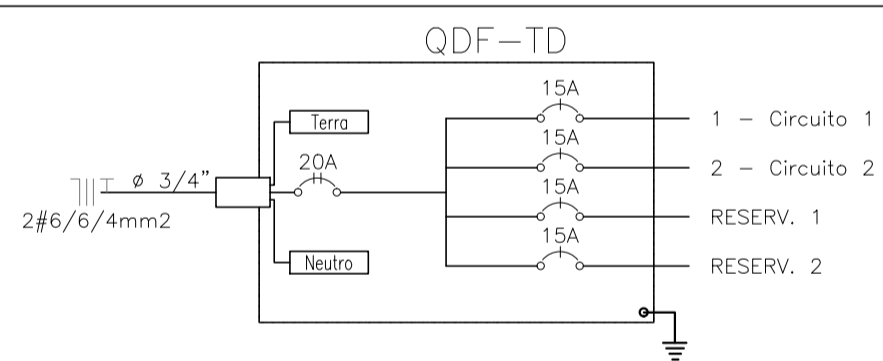 QDF-TD
15A
Terra
1 - Circuito 1
15A
20A
2 - Circuito 2
ø 3/4"
15A
2#6/6/4mm2
RESERV. 1
15A
Neutro
RESERV. 2